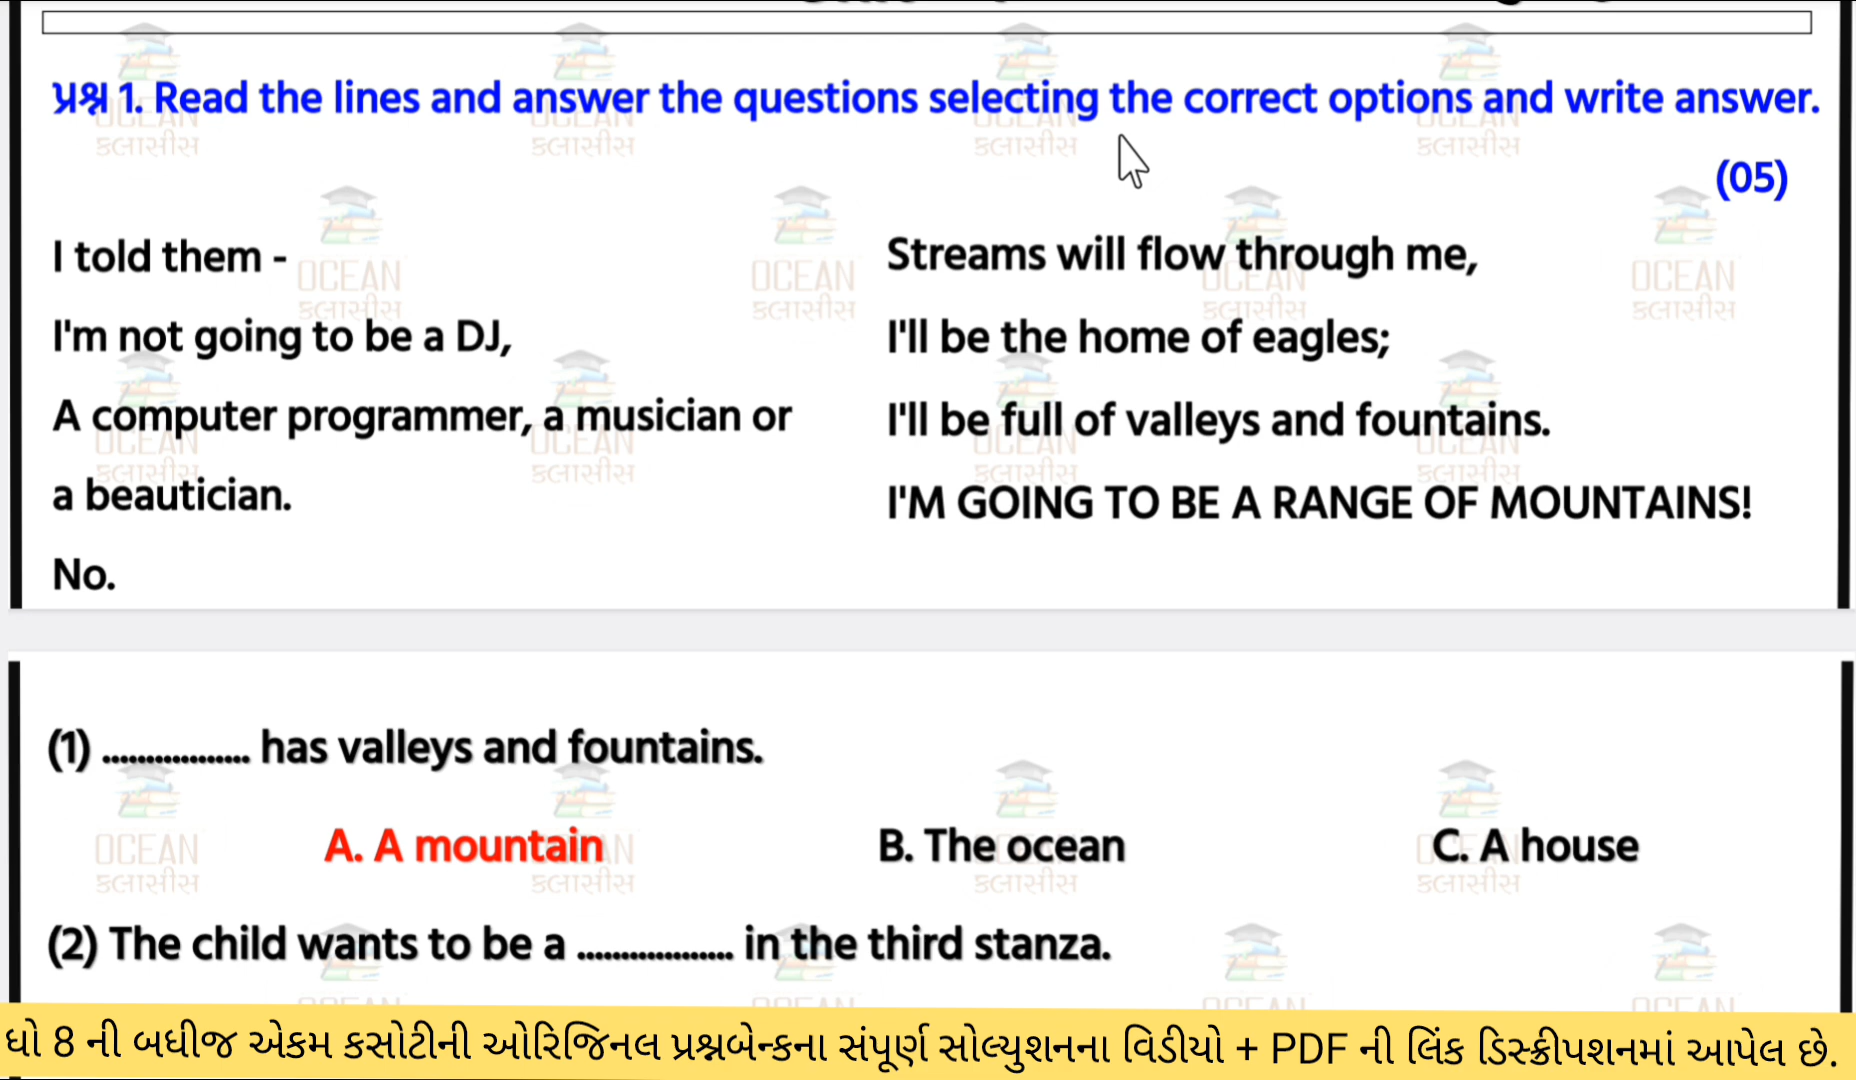 પ્રશ્ન 1. Read the lines and answer the questions selecting the correct options and write answer.
(05)
I told them -
I'm not going to be a DJ,
A computer programmer, a musician or
a beautician.
No.
Streams will flow through me,
I'll be the home of eagles;
I'll be full of valleys and fountains.
I'M GOING TO BE A RANGE OF MOUNTAINS!
(1) ................. has valleys and fountains.
A. A mountain B. The ocean C. A house
(2) The child wants to be a .................. in the third stanza.
ધો 8 ની બધીજ એકમ કસોટીની ઓરિજિનલ પ્રશ્નબેન્કના સંપૂર્ણ સોલ્યુશનના વિડીયો + PDF ની લિંક ડિસ્ક્રીપશનમાં આપેલ છે.
OCEAN
ક્લાસીસ